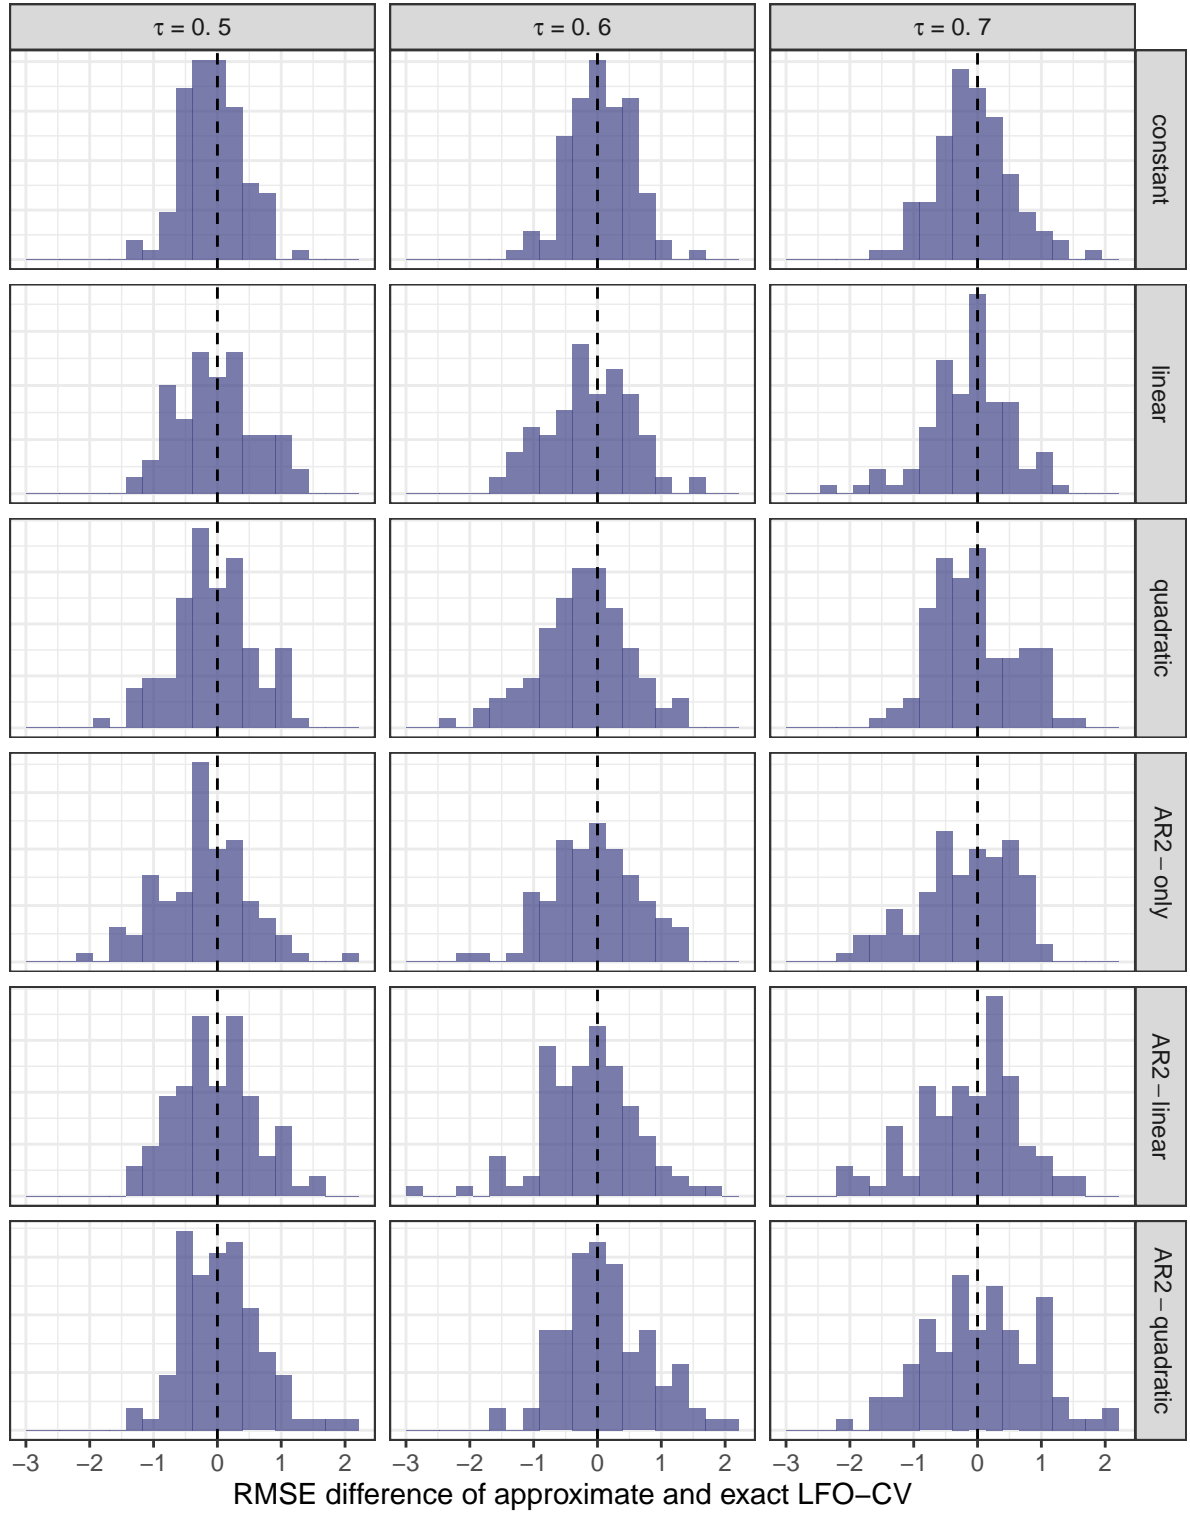 τ = 0. 5
τ = 0. 6
τ = 0. 7
constant
linear
quadratic
AR2 − only
AR2 − linear
AR2 − quadratic
−3 −2 −1 0 1 2 −3 −2 −1 0 1 2 −3 −2 −1 0 1 2
RMSE difference of approximate and exact LFO−CV